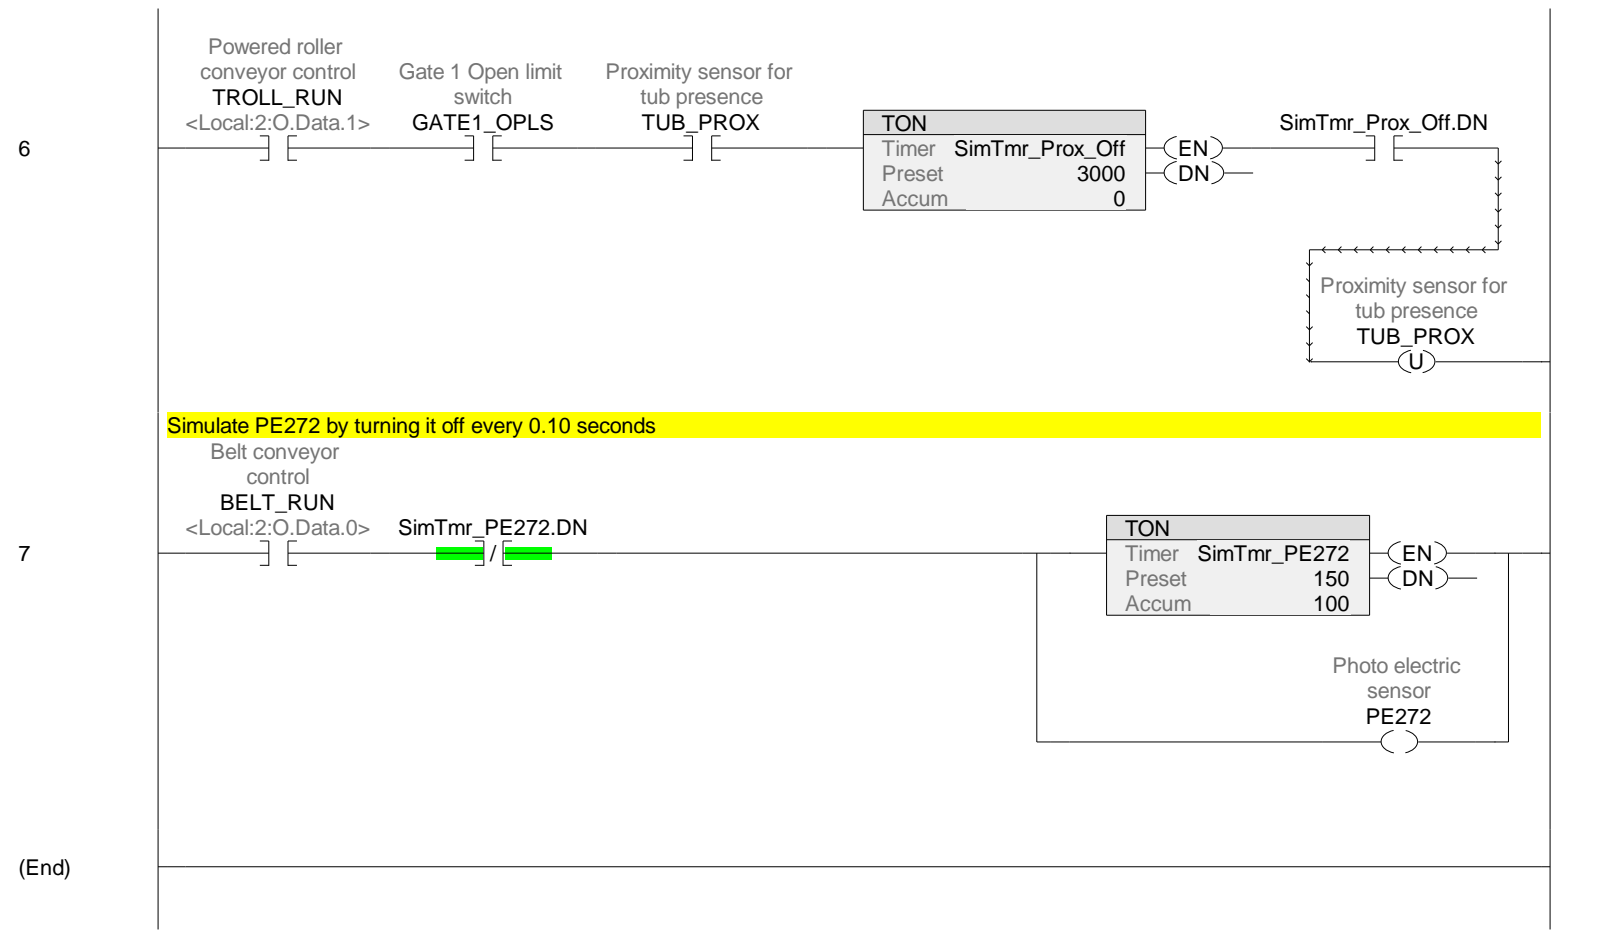 Powered roller
conveyor control
TROLL_RUN
<Local:2:O.Data.1>
Gate 1 Open limit
switch
GATE1_OPLS
Proximity sensor for
tub presence
TUB_PROX
6
TON
Timer SimTmr_Prox_Off
Preset 3000
Accum 0
EN
DN
SimTmr_Prox_Off.DN
Proximity sensor for
tub presence
TUB_PROX
U
Simulate PE272 by turning it off every 0.10 seconds
Belt conveyor
control
BELT_RUN
<Local:2:O.Data.0>
SimTmr_PE272.DN
7
/
TON
Timer SimTmr_PE272
Preset 150
Accum 100
EN
DN
Photo electric
sensor
PE272
(End)